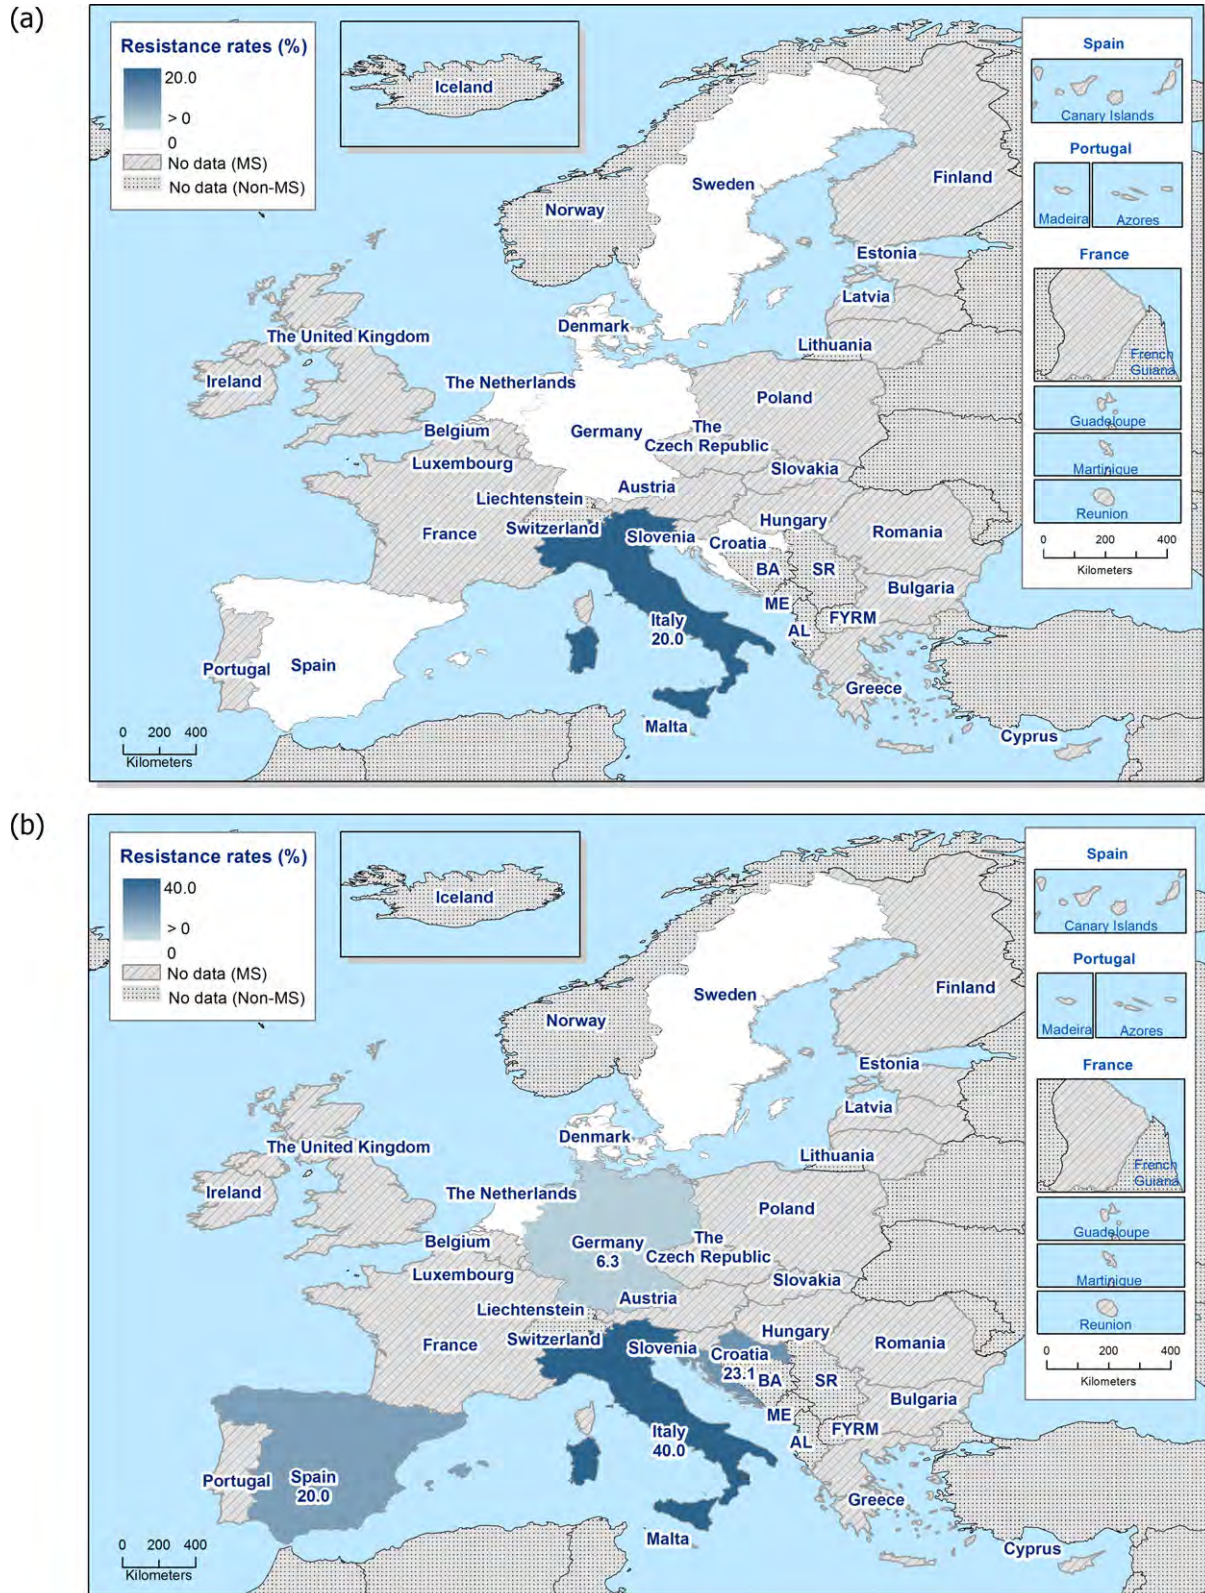 (a)
Resistance rates (%)
20.0
> 0
0
No data (MS)
No data (Non-MS)
Iceland
Spain
Canary Islands
Portugal
Madeira
Azores
France
French
Guiana
Guadeloupe
Martinique
Reunion
0 200 400
Kilometers
Sweden
Finland
Norway
Estonia
Latvia
Denmark
Lithuania
The United Kingdom
Ireland
The Netherlands
Poland
Belgium
Germany
The
Czech Republic
Luxembourg
Slovakia
Austria
Liechtenstein
Switzerland
France
Hungary
Slovenia
Croatia
Romania
BA
SR
Bulgaria
ME
Italy
20.0
FYRM
AL
Portugal
Spain
Greece
Malta
Cyprus
0 200 400
Kilometers
(b)
Resistance rates (%)
40.0
> 0
0
No data (MS)
No data (Non-MS)
Iceland
Spain
Canary Islands
Portugal
Madeira
Azores
France
French
Guiana
Guadeloupe
Martinique
Reunion
0 200 400
Kilometers
Sweden
Finland
Norway
Estonia
Latvia
Denmark
Lithuania
The United Kingdom
Ireland
The Netherlands
Poland
Belgium
Germany
6.3
The
Czech Republic
Luxembourg
Slovakia
Austria
Liechtenstein
Switzerland
France
Hungary
Slovenia
Croatia
23.1
Romania
BA
SR
Bulgaria
ME
Italy
40.0
FYRM
AL
Portugal
Spain
20.0
Greece
Malta
Cyprus
0 200 400
Kilometers